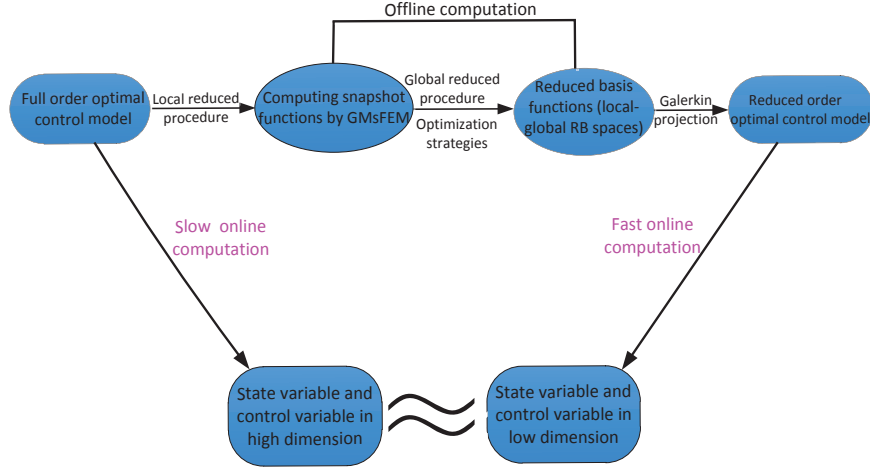 Offline computation
Full order optimal
control model
Local reduced
procedure
Computing snapshot
functions by GMsFEM
Global reduced
procedure
Optimization
strategies
Reduced basis
functions (local-
global RB spaces)
Galerkin
projection
Reduced order
optimal control model
Slow online
computation
Fast online
computation
State variable and
control variable in
high dimension
State variable and
control variable in
low dimension